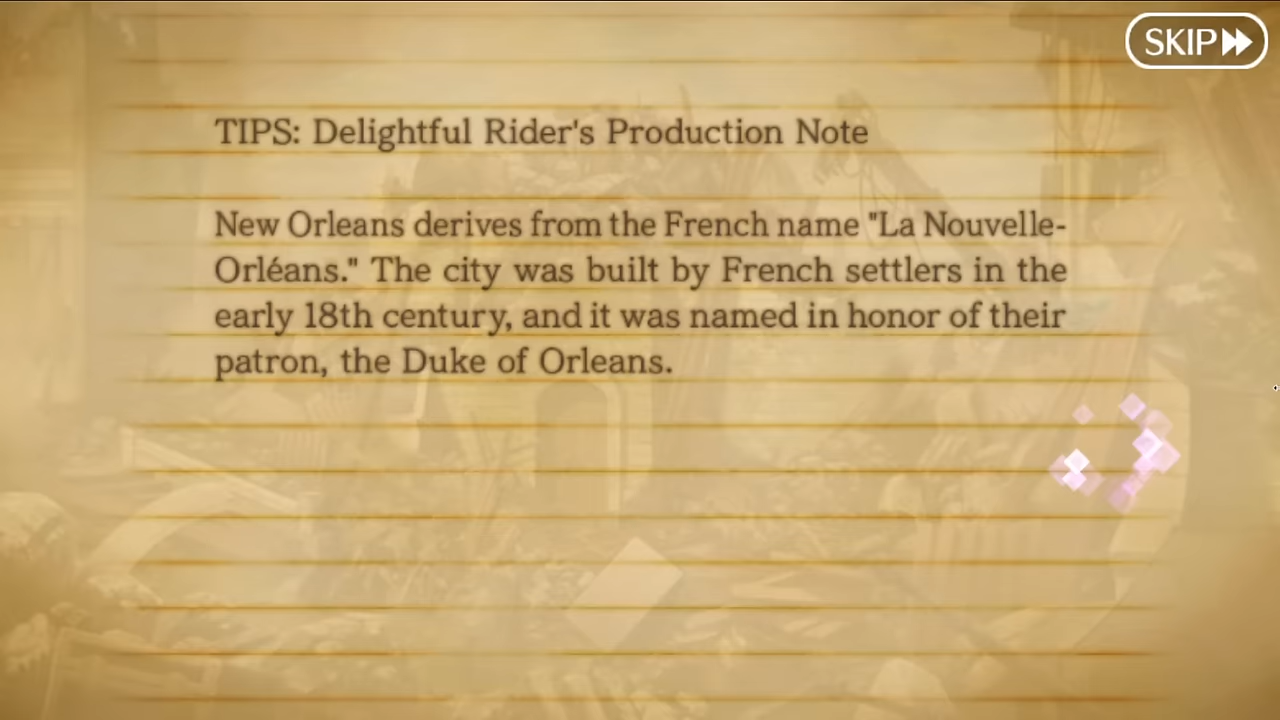 SKIP
TIPS: Delightful Rider's Production Note
New Orleans derives from the French name "La Nouvelle-
Orléans." The city was built by French settlers in the
early 18th century, and it was named in honor of their
patron, the Duke of Orleans.